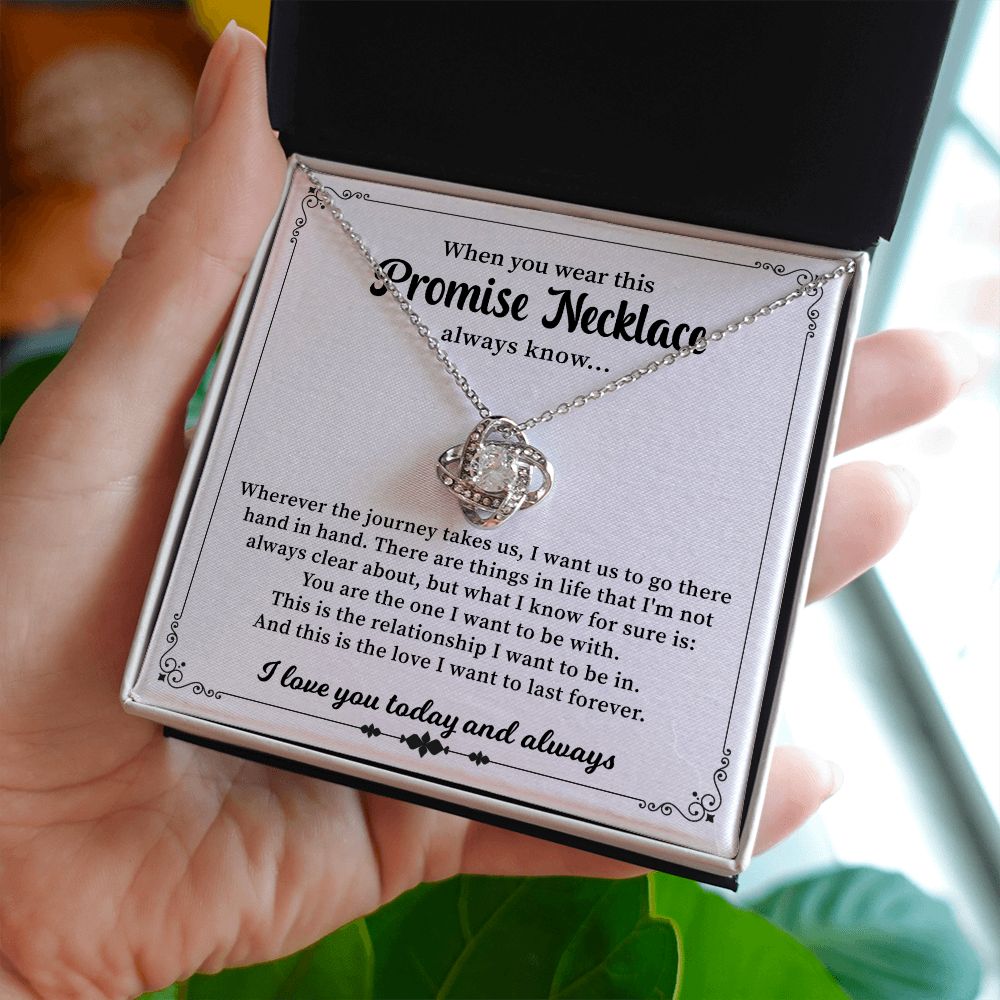 When you wear this
Promise Necklace
always know...
Wherever the journey takes us, I want us to go there
hand in hand. There are things in life that I'm not
always clear about, but what I know for sure is:
You are the one I want to be with.
This is the relationship I want to be in.
And this is the love I want to last forever.
I love you today and always